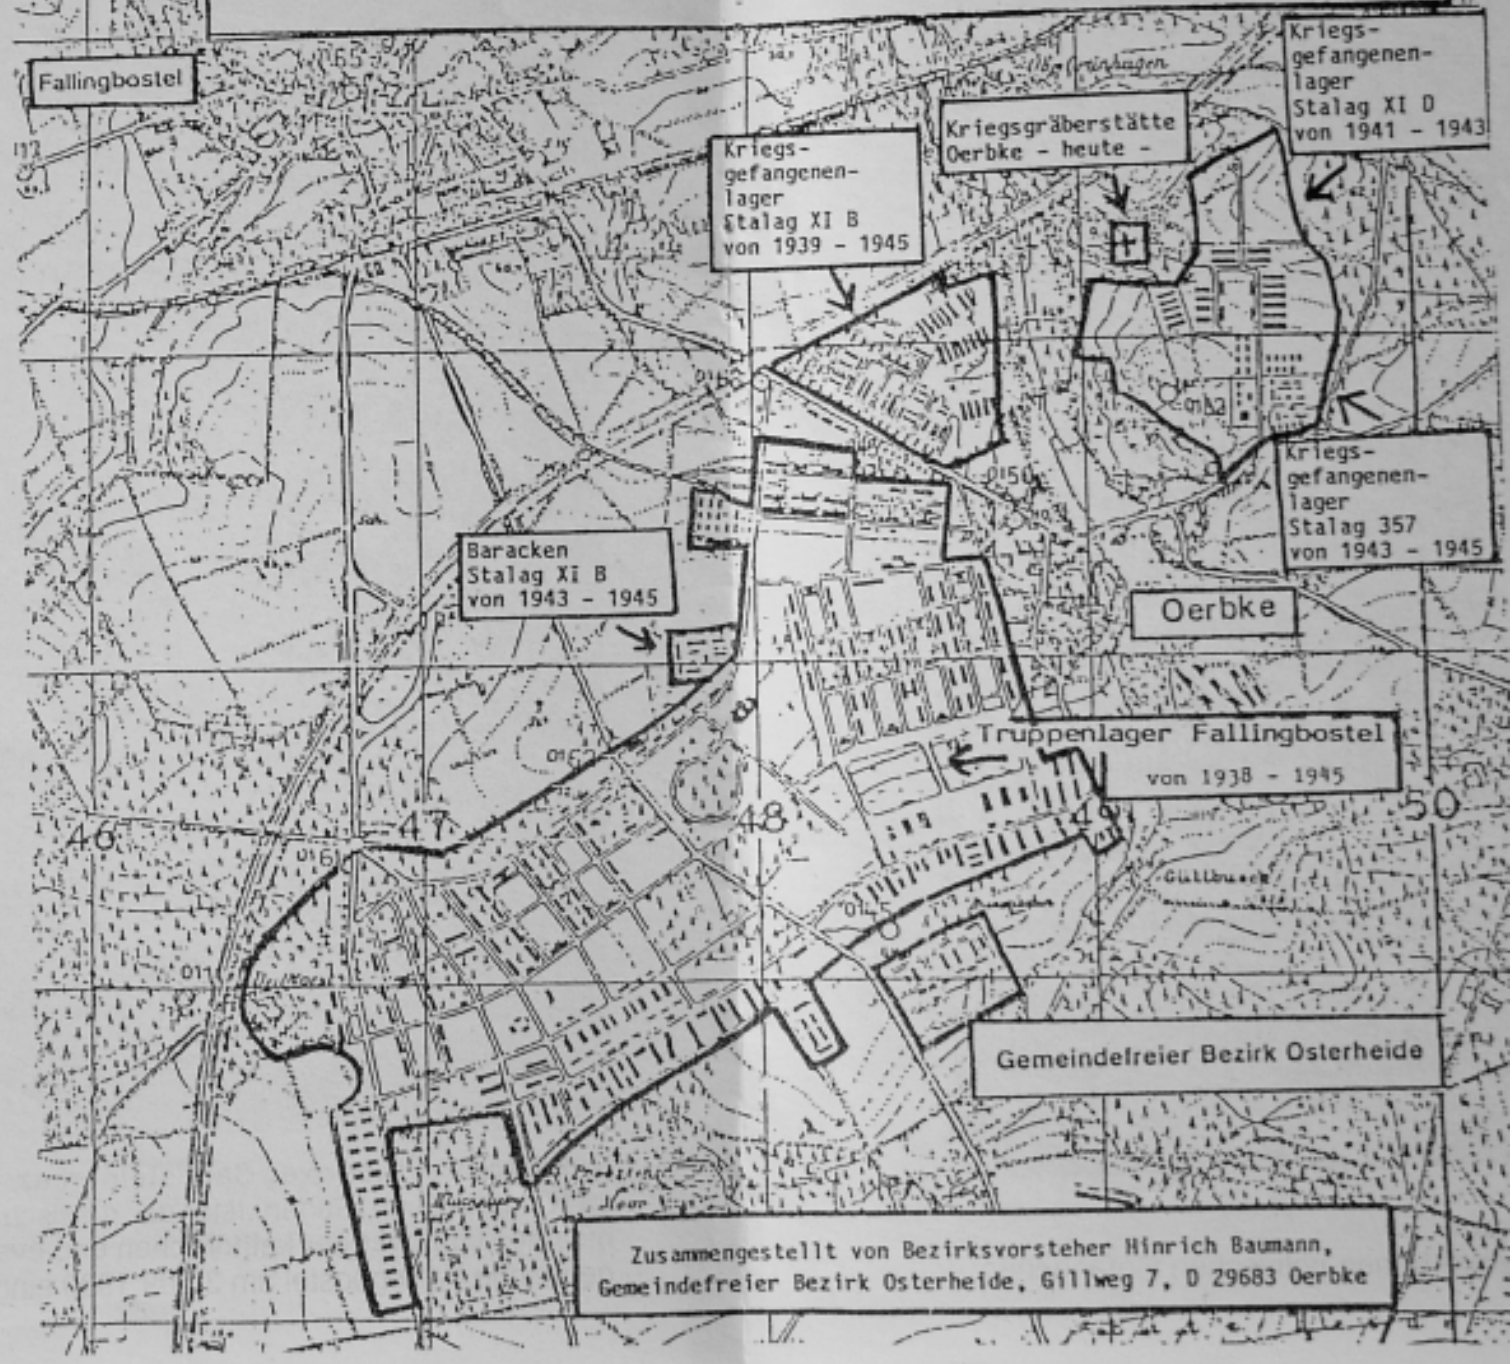 Fallingbostel
Kriegs-
gefangenen-
lager
Stalag XI D
von 1941 - 1943
Kriegsgräberstätte
Oerbke - heute -
Kriegs-
gefangenen-
lager
Stalag XI B
von 1939 - 1945
Kriegs-
gefangenen-
lager
Stalag 357
von 1943 - 1945
Baracken
Stalag XI B
von 1943 - 1945
Oerbke
Truppenlager Fallingbostel
von 1938 - 1945
46
47
48
49
50
Gemeindefreier Bezirk Osterheide
Moor
Zusammengestellt von Bezirksvorsteher Hinrich Baumann,
Gemeindefreier Bezirk Osterheide, Gillweg 7, D 29683 Oerbke